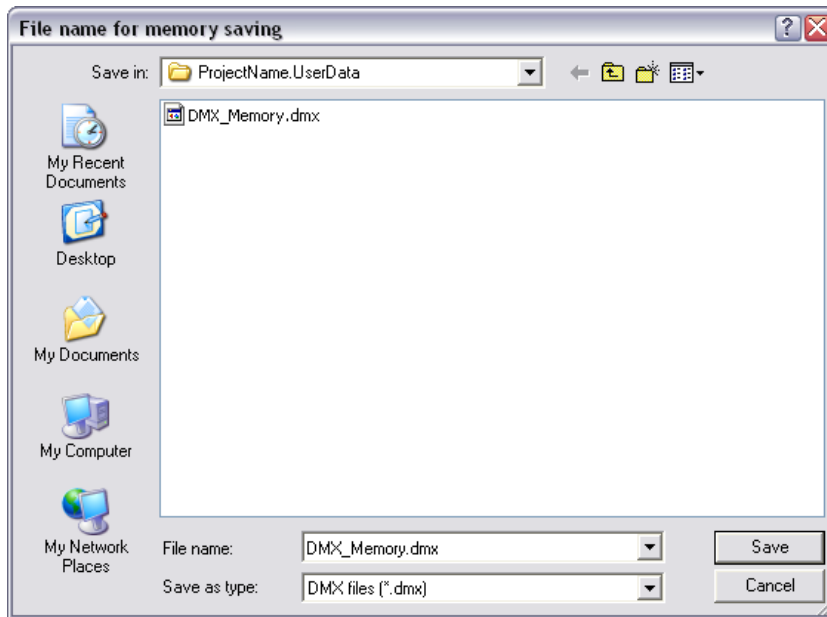 File name for memory saving
Save in: ProjectName.UserData
DMX_Memory.dmx
My Recent
Documents
Desktop
My Documents
My Computer
My Network
Places
File name: DMX_Memory.dmx Save
Save as type: DMX files (*.dmx) Cancel